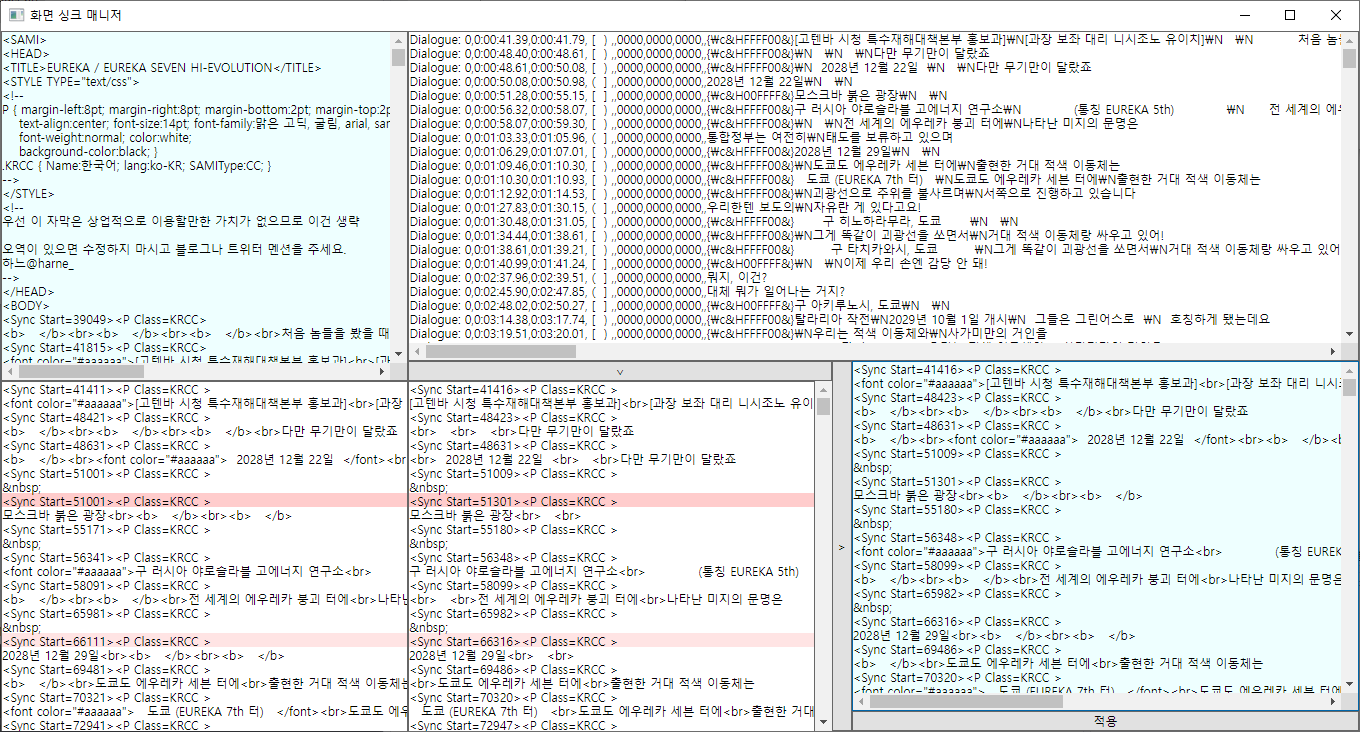 화면 싱크 매니저
<SAMI>
<HEAD>
<TITLE>EUREKA / EUREKA SEVEN HI-EVOLUTION</TITLE>
<STYLE TYPE="text/css">
<!--
P { margin-left:8pt; margin-right:8pt; margin-bottom:2pt; margin-top:2p
text-align:center; font-size:14pt; font-family:맑은 고딕, 굴림, arial, san
font-weight:normal; color:white;
background-color:black; }
.KRCC { Name:한국어; lang:ko-KR; SAMIType:CC; }
-->
</STYLE>
<!--
우선 이 자막은 상업적으로 이용할만한 가치가 없으므로 이건 생략
오역이 있으면 수정하지 마시고 블로그나 트위터 멘션을 주세요.
하느@harne_
-->
</HEAD>
<BODY>
<Sync Start=39049><P Class=KRCC>
<b>   </b><br><b>   </b><br><b>   </b><br>처음 놈들을 봤을 때
<Sync Start=41815><P Class=KRCC>
<font color="#aaaaaa">[고텐바 시청 특수재해대책본부 홍보과]<br>[과
Dialogue: 0,0:00:41.39,0:00:41.79, [  ] ,,0000,0000,0000,,{₩c&HFFFF00&}[고텐바 시청 특수재해대책본부 홍보과]₩N[과장 보좌 대리 니시조노 유이치]₩N   ₩N             처음 놈들
Dialogue: 0,0:00:48.40,0:00:48.61, [  ] ,,0000,0000,0000,,{₩c&HFFFF00&}₩N   ₩N   ₩N다만 무기만이 달랐죠
Dialogue: 0,0:00:48.61,0:00:50.08, [  ] ,,0000,0000,0000,,{₩c&HFFFF00&}₩N   2028년 12월 22일   ₩N   ₩N다만 무기만이 달랐죠
Dialogue: 0,0:00:50.08,0:00:50.98, (  ) ,,0000,0000,0000,,2028년 12월 22일₩N   ₩N
Dialogue: 0,0:00:51.28,0:00:55.15, [  ] ,,0000,0000,0000,,{₩c&H00FFFF&}모스크바 붉은 광장₩N   ₩N
Dialogue: 0,0:00:56.32,0:00:58.07, [  ] ,,0000,0000,0000,,{₩c&HFFFF00&}구 러시아 야로슬라블 고에너지 연구소₩N               (통칭 EUREKA 5th)               ₩N       전 세계의 에우
Dialogue: 0,0:00:58.07,0:00:59.30, [  ] ,,0000,0000,0000,,{₩c&HFFFF00&}₩N   ₩N전 세계의 에우레카 붕괴 터에₩N나타난 미지의 문명은
Dialogue: 0,0:01:03.33,0:01:05.96, (  ) ,,0000,0000,0000,,통합정부는 여전히₩N태도를 보류하고 있으며
Dialogue: 0,0:01:06.29,0:01:07.01, [  ] ,,0000,0000,0000,,{₩c&HFFFF00&}2028년 12월 29일₩N   ₩N
Dialogue: 0,0:01:09.46,0:01:10.30, [  ] ,,0000,0000,0000,,{₩c&HFFFF00&}₩N도쿄도 에우레카 세븐 터에₩N출현한 거대 적색 이동체는
Dialogue: 0,0:01:10.30,0:01:10.93, [  ] ,,0000,0000,0000,,{₩c&HFFFF00&}   도쿄 (EUREKA 7th 터)   ₩N도쿄도 에우레카 세븐 터에₩N출현한 거대 적색 이동체는
Dialogue: 0,0:01:12.92,0:01:14.53, [  ] ,,0000,0000,0000,,{₩c&HFFFF00&}₩N괴광선으로 주위를 불사르며₩N서쪽으로 진행하고 있습니다
Dialogue: 0,0:01:27.83,0:01:30.15, (  ) ,,0000,0000,0000,,우리한텐 보도의₩N자유란 게 있다고요!
Dialogue: 0,0:01:30.48,0:01:31.05, [  ] ,,0000,0000,0000,,{₩c&HFFFF00&}        구 히노하라무라, 도쿄        ₩N   ₩N
Dialogue: 0,0:01:34.44,0:01:38.61, [  ] ,,0000,0000,0000,,{₩c&HFFFF00&}₩N그게 똑같이 괴광선을 쏘면서₩N거대 적색 이동체랑 싸우고 있어!
Dialogue: 0,0:01:38.61,0:01:39.21, [  ] ,,0000,0000,0000,,{₩c&HFFFF00&}          구 타치카와시, 도쿄          ₩N그게 똑같이 괴광선을 쏘면서₩N거대 적색 이동체랑 싸우고 있어
Dialogue: 0,0:01:40.99,0:01:41.24, [  ] ,,0000,0000,0000,,{₩c&H00FFFF&}₩N   ₩N이제 우리 손엔 감당 안 돼!
Dialogue: 0,0:02:37.96,0:02:39.51, (  ) ,,0000,0000,0000,,뭐지, 이건?
Dialogue: 0,0:02:45.90,0:02:47.85, (  ) ,,0000,0000,0000,,대체 뭐가 일어나는 거지?
Dialogue: 0,0:02:48.02,0:02:50.27, (  ) ,,0000,0000,0000,,{₩c&H00FFFF&}구 아키루노시, 도쿄₩N   ₩N
Dialogue: 0,0:03:14.38,0:03:17.74, [  ] ,,0000,0000,0000,,{₩c&HFFFF00&}탈라리아 작전₩N2029년 10월 1일 개시₩N   그들은 그린어스로   ₩N   호칭하게 됐는데요
Dialogue: 0,0:03:19.51,0:03:20.01, [  ] ,,0000,0000,0000,,{₩c&HFFFF00&}₩N우리는 적색 이동체와₩N사가미만의 거인을
˅
<Sync Start=41411><P Class=KRCC >
<font color="#aaaaaa">[고텐바 시청 특수재해대책본부 홍보과]<br>[과장
<Sync Start=48421><P Class=KRCC >
<b>   </b><br><b>   </b><br><b>   </b><br>다만 무기만이 달랐죠
<Sync Start=48631><P Class=KRCC >
<b>   </b><br><font color="#aaaaaa">   2028년 12월 22일   </font><br
<Sync Start=51001><P Class=KRCC >
&nbsp;
<Sync Start=51001><P Class=KRCC >
모스크바 붉은 광장<br><b>   </b><br><b>   </b>
<Sync Start=55171><P Class=KRCC >
&nbsp;
<Sync Start=56341><P Class=KRCC >
<font color="#aaaaaa">구 러시아 야로슬라블 고에너지 연구소<br>
<Sync Start=58091><P Class=KRCC >
<b>   </b><br><b>   </b><br>전 세계의 에우레카 붕괴 터에<br>나타난
<Sync Start=65981><P Class=KRCC >
&nbsp;
<Sync Start=66111><P Class=KRCC >
2028년 12월 29일<br><b>   </b><br><b>   </b>
<Sync Start=69481><P Class=KRCC >
<b>   </b><br>도쿄도 에우레카 세븐 터에<br>출현한 거대 적색 이동체는
<Sync Start=70321><P Class=KRCC >
<font color="#aaaaaa">   도쿄 (EUREKA 7th 터)   </font><br>도쿄도 에우
<Sync Start=72941><P Class=KRCC >
<Sync Start=41416><P Class=KRCC >
[고텐바 시청 특수재해대책본부 홍보과]<br>[과장 보좌 대리 니시조노 유이
<Sync Start=48423><P Class=KRCC >
<br>   <br>   <br>다만 무기만이 달랐죠
<Sync Start=48631><P Class=KRCC >
<br>   2028년 12월 22일   <br>   <br>다만 무기만이 달랐죠
<Sync Start=51009><P Class=KRCC >
&nbsp;
<Sync Start=51301><P Class=KRCC >
모스크바 붉은 광장<br>   <br>
<Sync Start=55180><P Class=KRCC >
&nbsp;
<Sync Start=56348><P Class=KRCC >
구 러시아 야로슬라블 고에너지 연구소<br>               (통칭 EUREKA 5th)
<Sync Start=58099><P Class=KRCC >
<br>   <br>전 세계의 에우레카 붕괴 터에<br>나타난 미지의 문명은
<Sync Start=65982><P Class=KRCC >
&nbsp;
<Sync Start=66316><P Class=KRCC >
2028년 12월 29일<br>   <br>
<Sync Start=69486><P Class=KRCC >
<br>도쿄도 에우레카 세븐 터에<br>출현한 거대 적색 이동체는
<Sync Start=70320><P Class=KRCC >
도쿄 (EUREKA 7th 터)   <br>도쿄도 에우레카 세븐 터에<br>출현한 거대
<Sync Start=72947><P Class=KRCC >
>
<Sync Start=41416><P Class=KRCC >
<font color="#aaaaaa">[고텐바 시청 특수재해대책본부 홍보과]<br>[과장 보좌 대리 니시조
<Sync Start=48423><P Class=KRCC >
<b>   </b><br><b>   </b><br><b>   </b><br>다만 무기만이 달랐죠
<Sync Start=48631><P Class=KRCC >
<b>   </b><br><font color="#aaaaaa">   2028년 12월 22일   </font><br><b>   </b><b
<Sync Start=51009><P Class=KRCC >
&nbsp;
<Sync Start=51301><P Class=KRCC >
모스크바 붉은 광장<br><b>   </b><br><b>   </b>
<Sync Start=55180><P Class=KRCC >
&nbsp;
<Sync Start=56348><P Class=KRCC >
<font color="#aaaaaa">구 러시아 야로슬라블 고에너지 연구소<br>               (통칭 EUREK
<Sync Start=58099><P Class=KRCC >
<b>   </b><br><b>   </b><br>전 세계의 에우레카 붕괴 터에<br>나타난 미지의 문명은
<Sync Start=65982><P Class=KRCC >
&nbsp;
<Sync Start=66316><P Class=KRCC >
2028년 12월 29일<br><b>   </b><br><b>   </b>
<Sync Start=69486><P Class=KRCC >
<b>   </b><br>도쿄도 에우레카 세븐 터에<br>출현한 거대 적색 이동체는
<Sync Start=70320><P Class=KRCC >
<font color="#aaaaaa">   도쿄 (EUREKA 7th 터)   </font><br>도쿄도 에우레카 세븐 터에<br>
적용